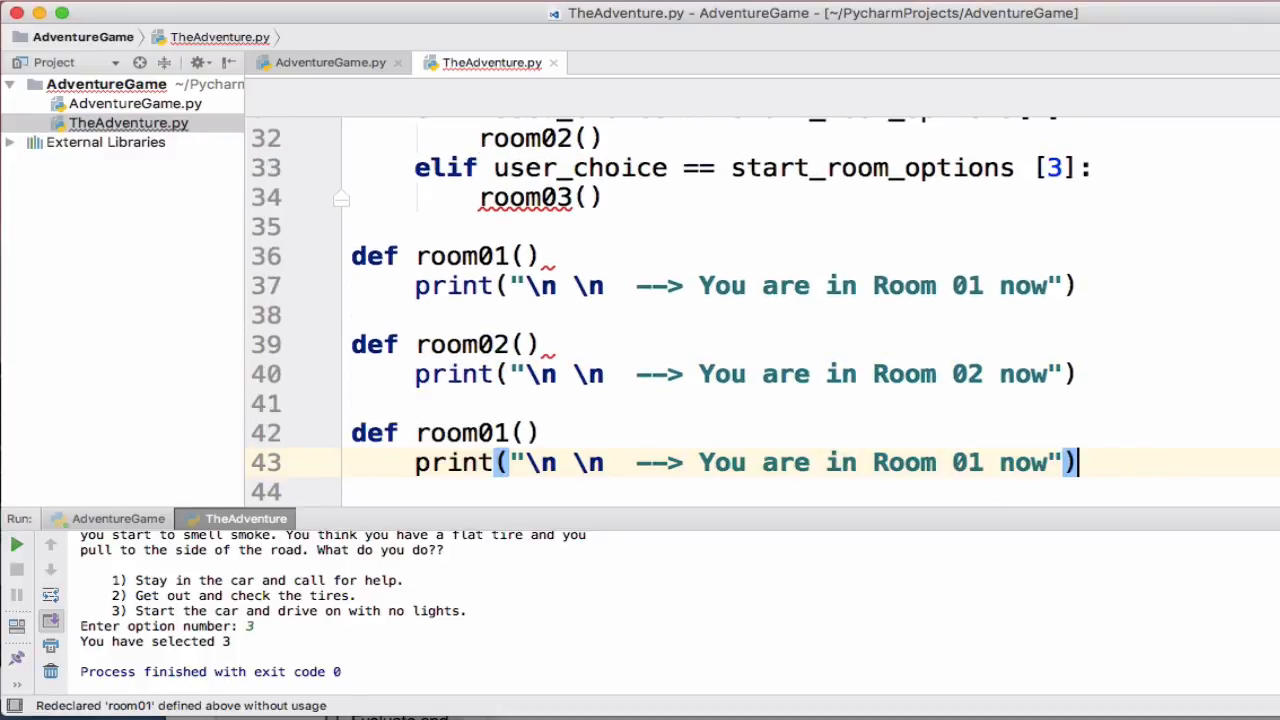 TheAdventure.py - AdventureGame - [~/PycharmProjects/AdventureGame]
AdventureGame
TheAdventure.py
Project
AdventureGame.py
TheAdventure.py
AdventureGame ~/Pycharm
AdventureGame.py
TheAdventure.py
External Libraries
32 room02()
33 elif user_choice == start_room_options [3]:
34 room03()
35
36 def room01()
37 print("\n \n --> You are in Room 01 now")
38
39 def room02()
40 print("\n \n --> You are in Room 02 now")
41
42 def room01()
43 print("\n \n --> You are in Room 01 now")
44
Run: AdventureGame TheAdventure
you start to smell smoke. You think you have a flat tire and you
pull to the side of the road. What do you do??
1) Stay in the car and call for help.
2) Get out and check the tires.
3) Start the car and drive on with no lights.
Enter option number: 3
You have selected 3
Process finished with exit code 0
Redeclared 'room01' defined above without usage